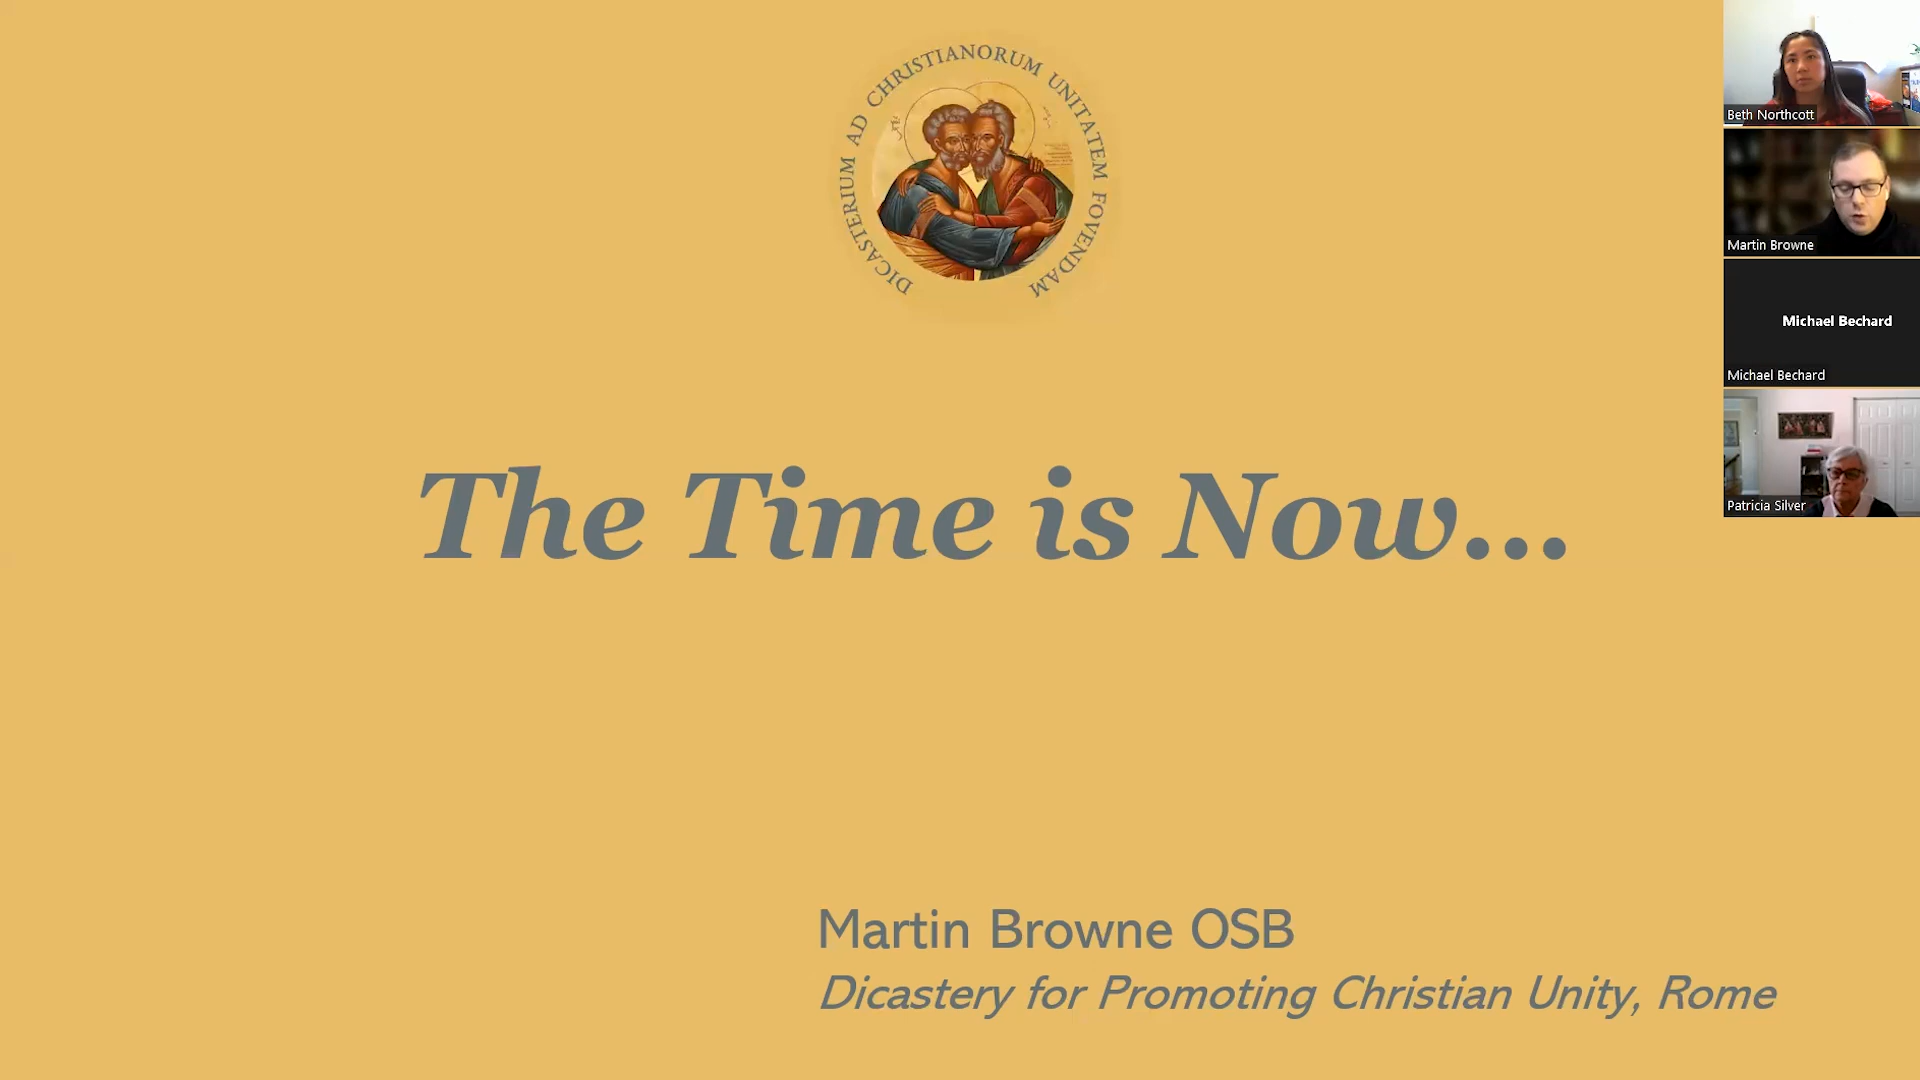 DICASTERIUM AD CHRISTIANORUM UNITATEM FOVENDAM
The Time is Now...
Martin Browne OSB
Dicastery for Promoting Christian Unity, Rome
Beth Northcott
Martin Browne
Michael Bechard
Michael Bechard
Patricia Silver